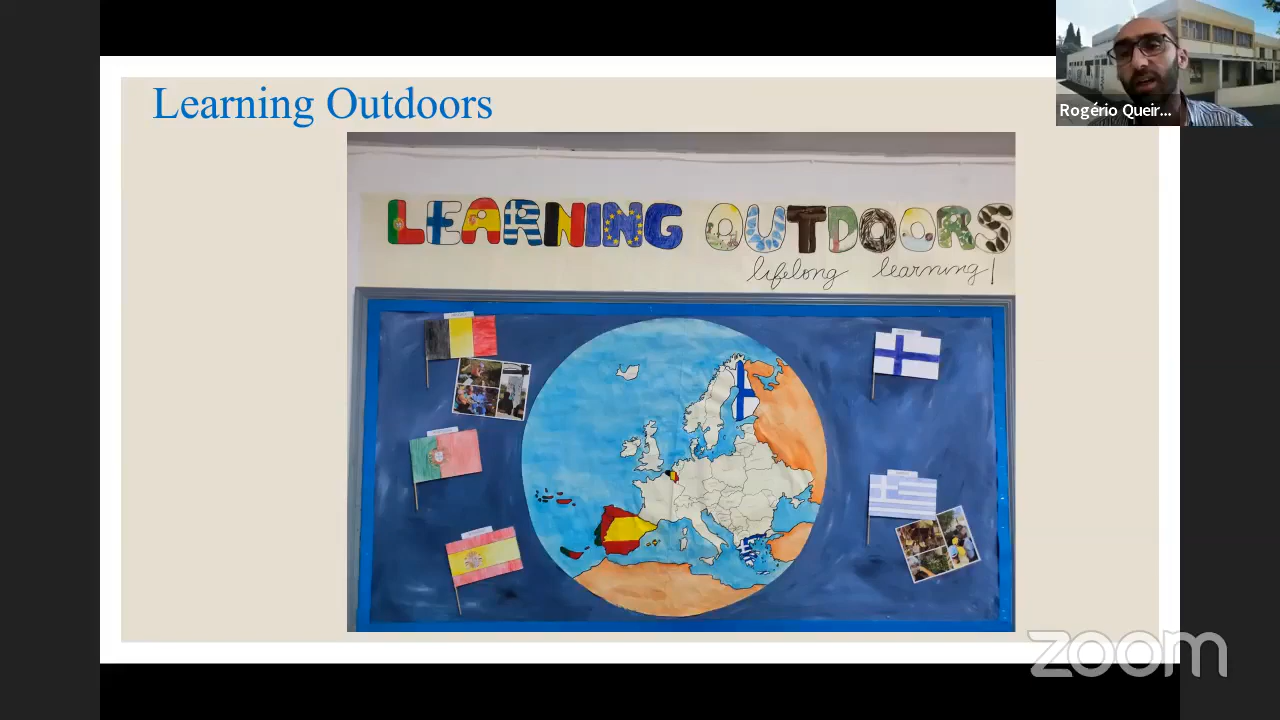 Learning Outdoors
Rogério Queir...
LEARNING OUTDOORS
lifelong learning!
zoom